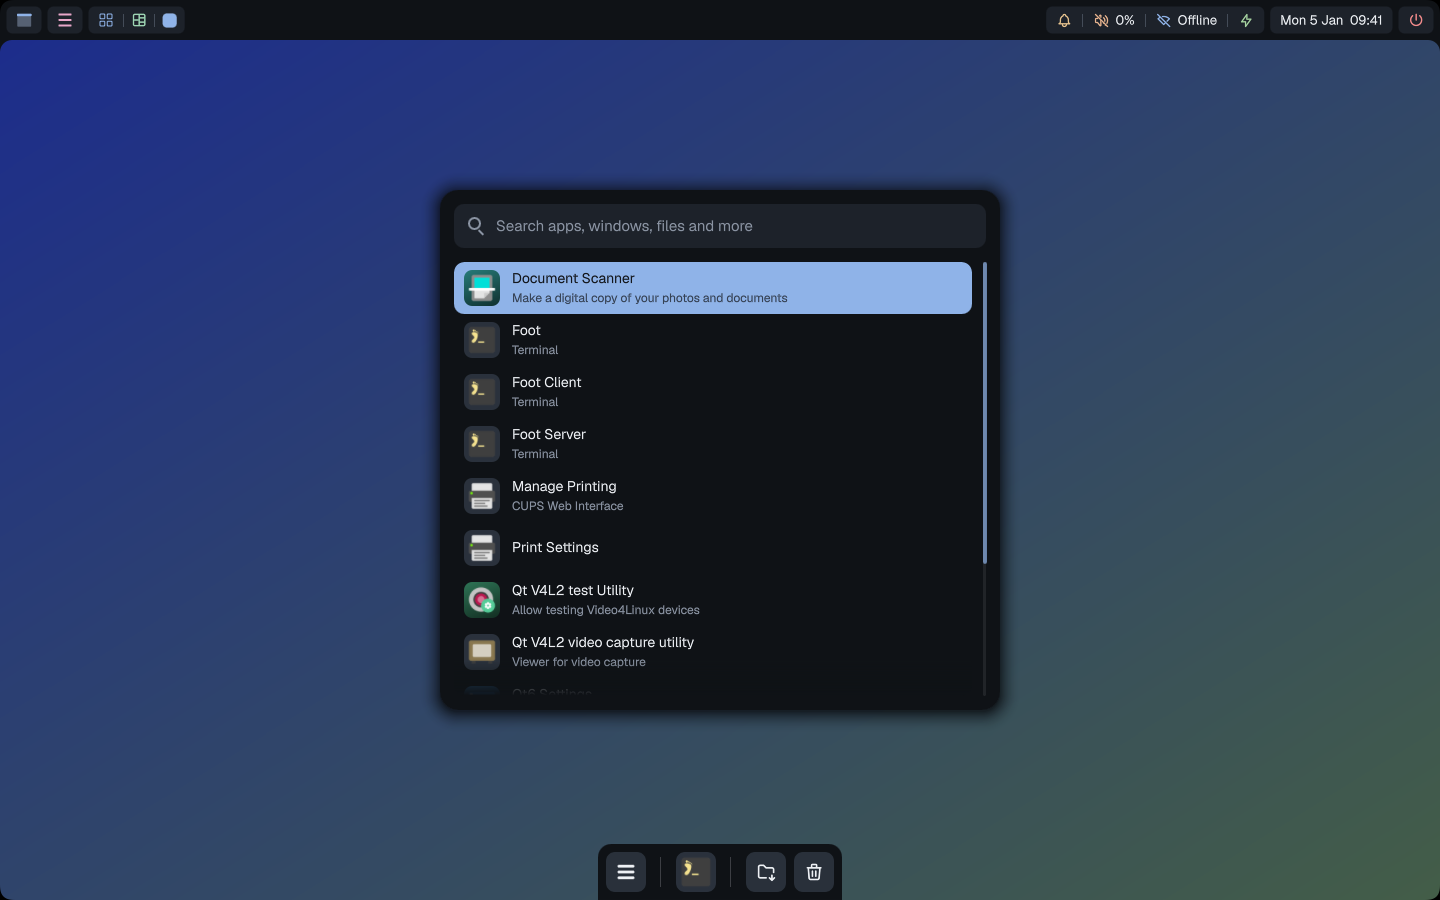 0%
Offline
Mon 5 Jan 09:41
Search apps, windows, files and more
Document Scanner
Make a digital copy of your photos and documents
Foot
Terminal
Foot Client
Terminal
Foot Server
Terminal
Manage Printing
CUPS Web Interface
Print Settings
Qt V4L2 test Utility
Allow testing Video4Linux devices
Qt V4L2 video capture utility
Viewer for video capture
Qt6 Settings